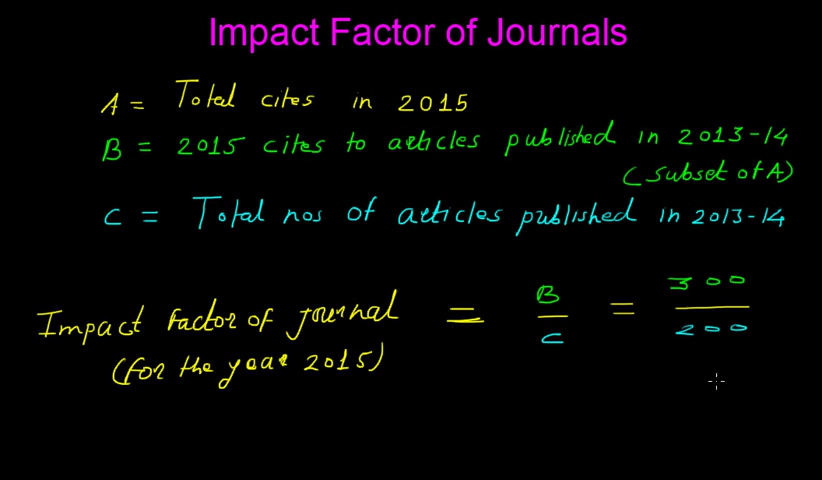 Impact Factor of Journals
A = Total cites in 2015
B = 2015 cites to articles published in 2013-14
(subset of A)
C = Total nos of articles published in 2013-14
Impact Factor of journal = B/C = 300/200
(for the year 2015)